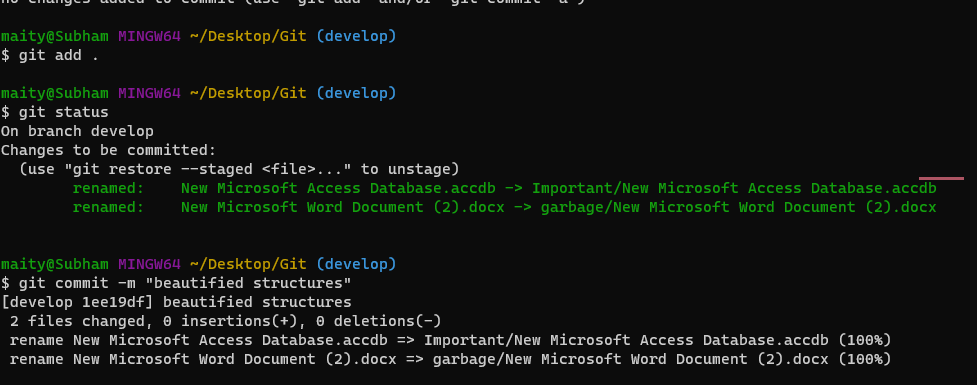 no changes added to commit (use "git add" and/or "git commit -a")
maity@Subham MINGW64 ~/Desktop/Git (develop)
$ git add .
maity@Subham MINGW64 ~/Desktop/Git (develop)
$ git status
On branch develop
Changes to be committed:
  (use "git restore --staged <file>..." to unstage)
        renamed:    New Microsoft Access Database.accdb -> Important/New Microsoft Access Database.accdb
        renamed:    New Microsoft Word Document (2).docx -> garbage/New Microsoft Word Document (2).docx
maity@Subham MINGW64 ~/Desktop/Git (develop)
$ git commit -m "beautified structures"
[develop 1ee19df] beautified structures
 2 files changed, 0 insertions(+), 0 deletions(-)
 rename New Microsoft Access Database.accdb => Important/New Microsoft Access Database.accdb (100%)
 rename New Microsoft Word Document (2).docx => garbage/New Microsoft Word Document (2).docx (100%)